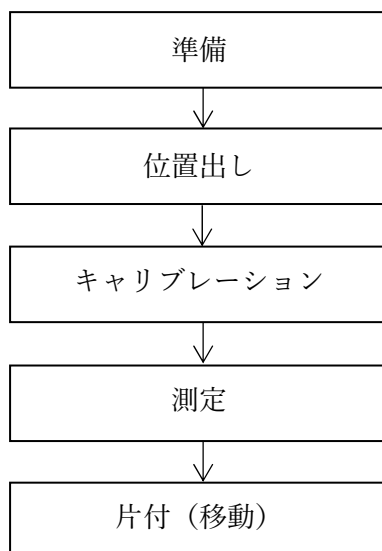 準備
位置出し
キャリブレーション
測定
片付（移動）